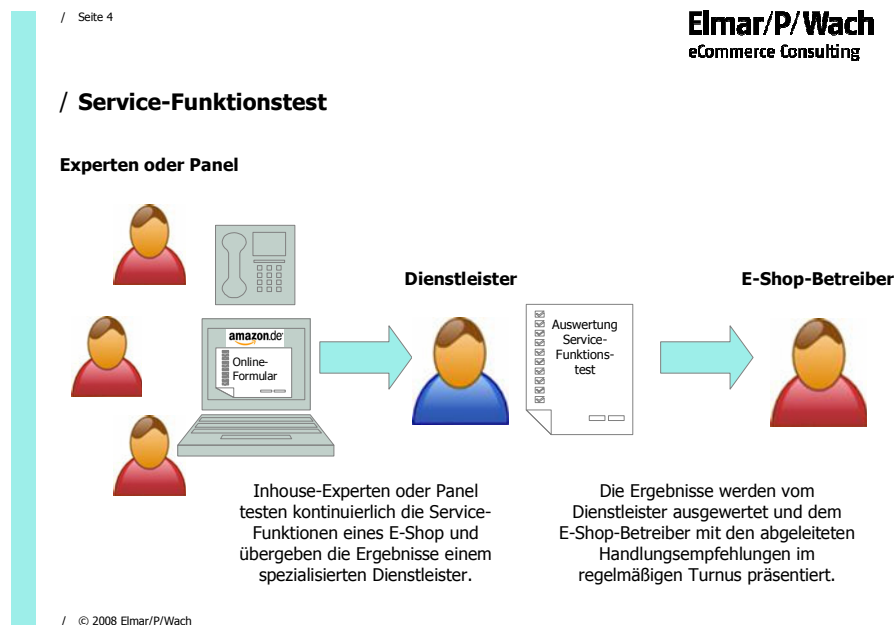 / Seite 4
Elmar/P/Wach
eCommerce Consulting
/ Service-Funktionstest
Experten oder Panel
Dienstleister
E-Shop-Betreiber
amazon.de
Online-
Formular
Auswertung
Service-
Funktions-
test
Inhouse-Experten oder Panel
testen kontinuierlich die Service-
Funktionen eines E-Shop und
übergeben die Ergebnisse einem
spezialisierten Dienstleister.
Die Ergebnisse werden vom
Dienstleister ausgewertet und dem
E-Shop-Betreiber mit den abgeleiteten
Handlungsempfehlungen im
regelmäßigen Turnus präsentiert.
/ © 2008 Elmar/P/Wach